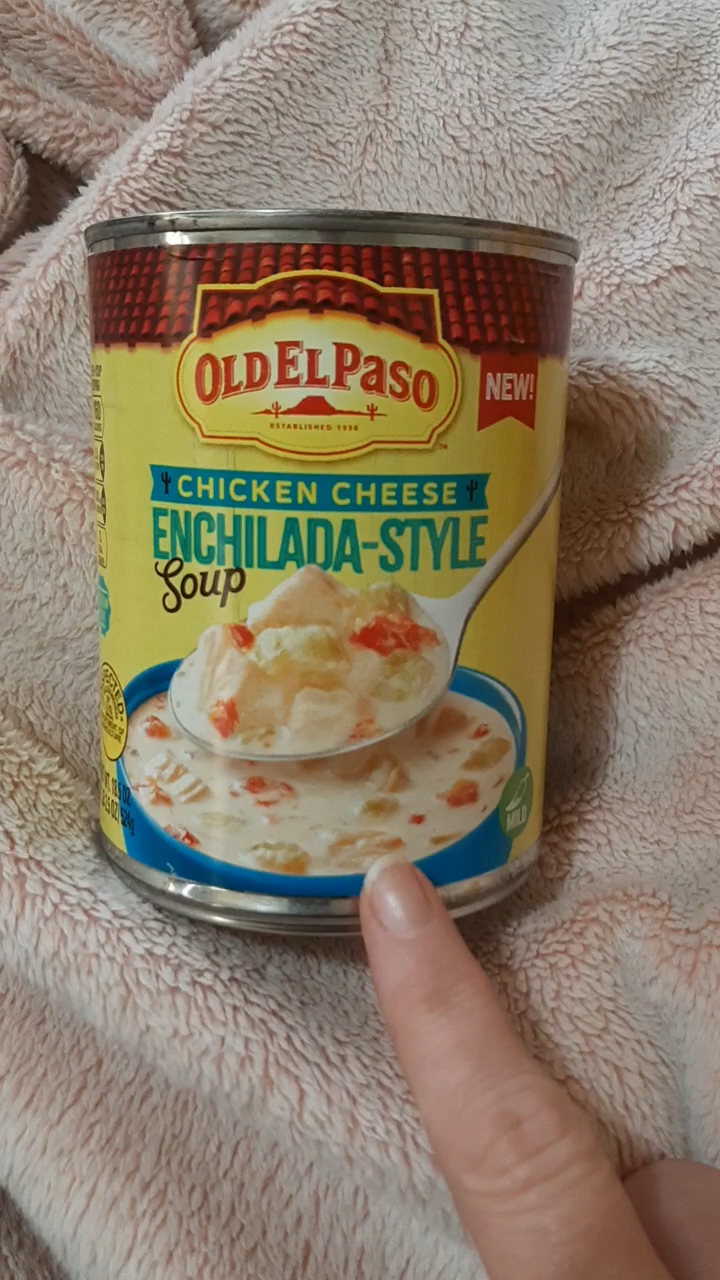 OLD EL PASO
ESTABLISHED 1938
NEW!
CHICKEN CHEESE
ENCHILADA-STYLE
Soup
MILD